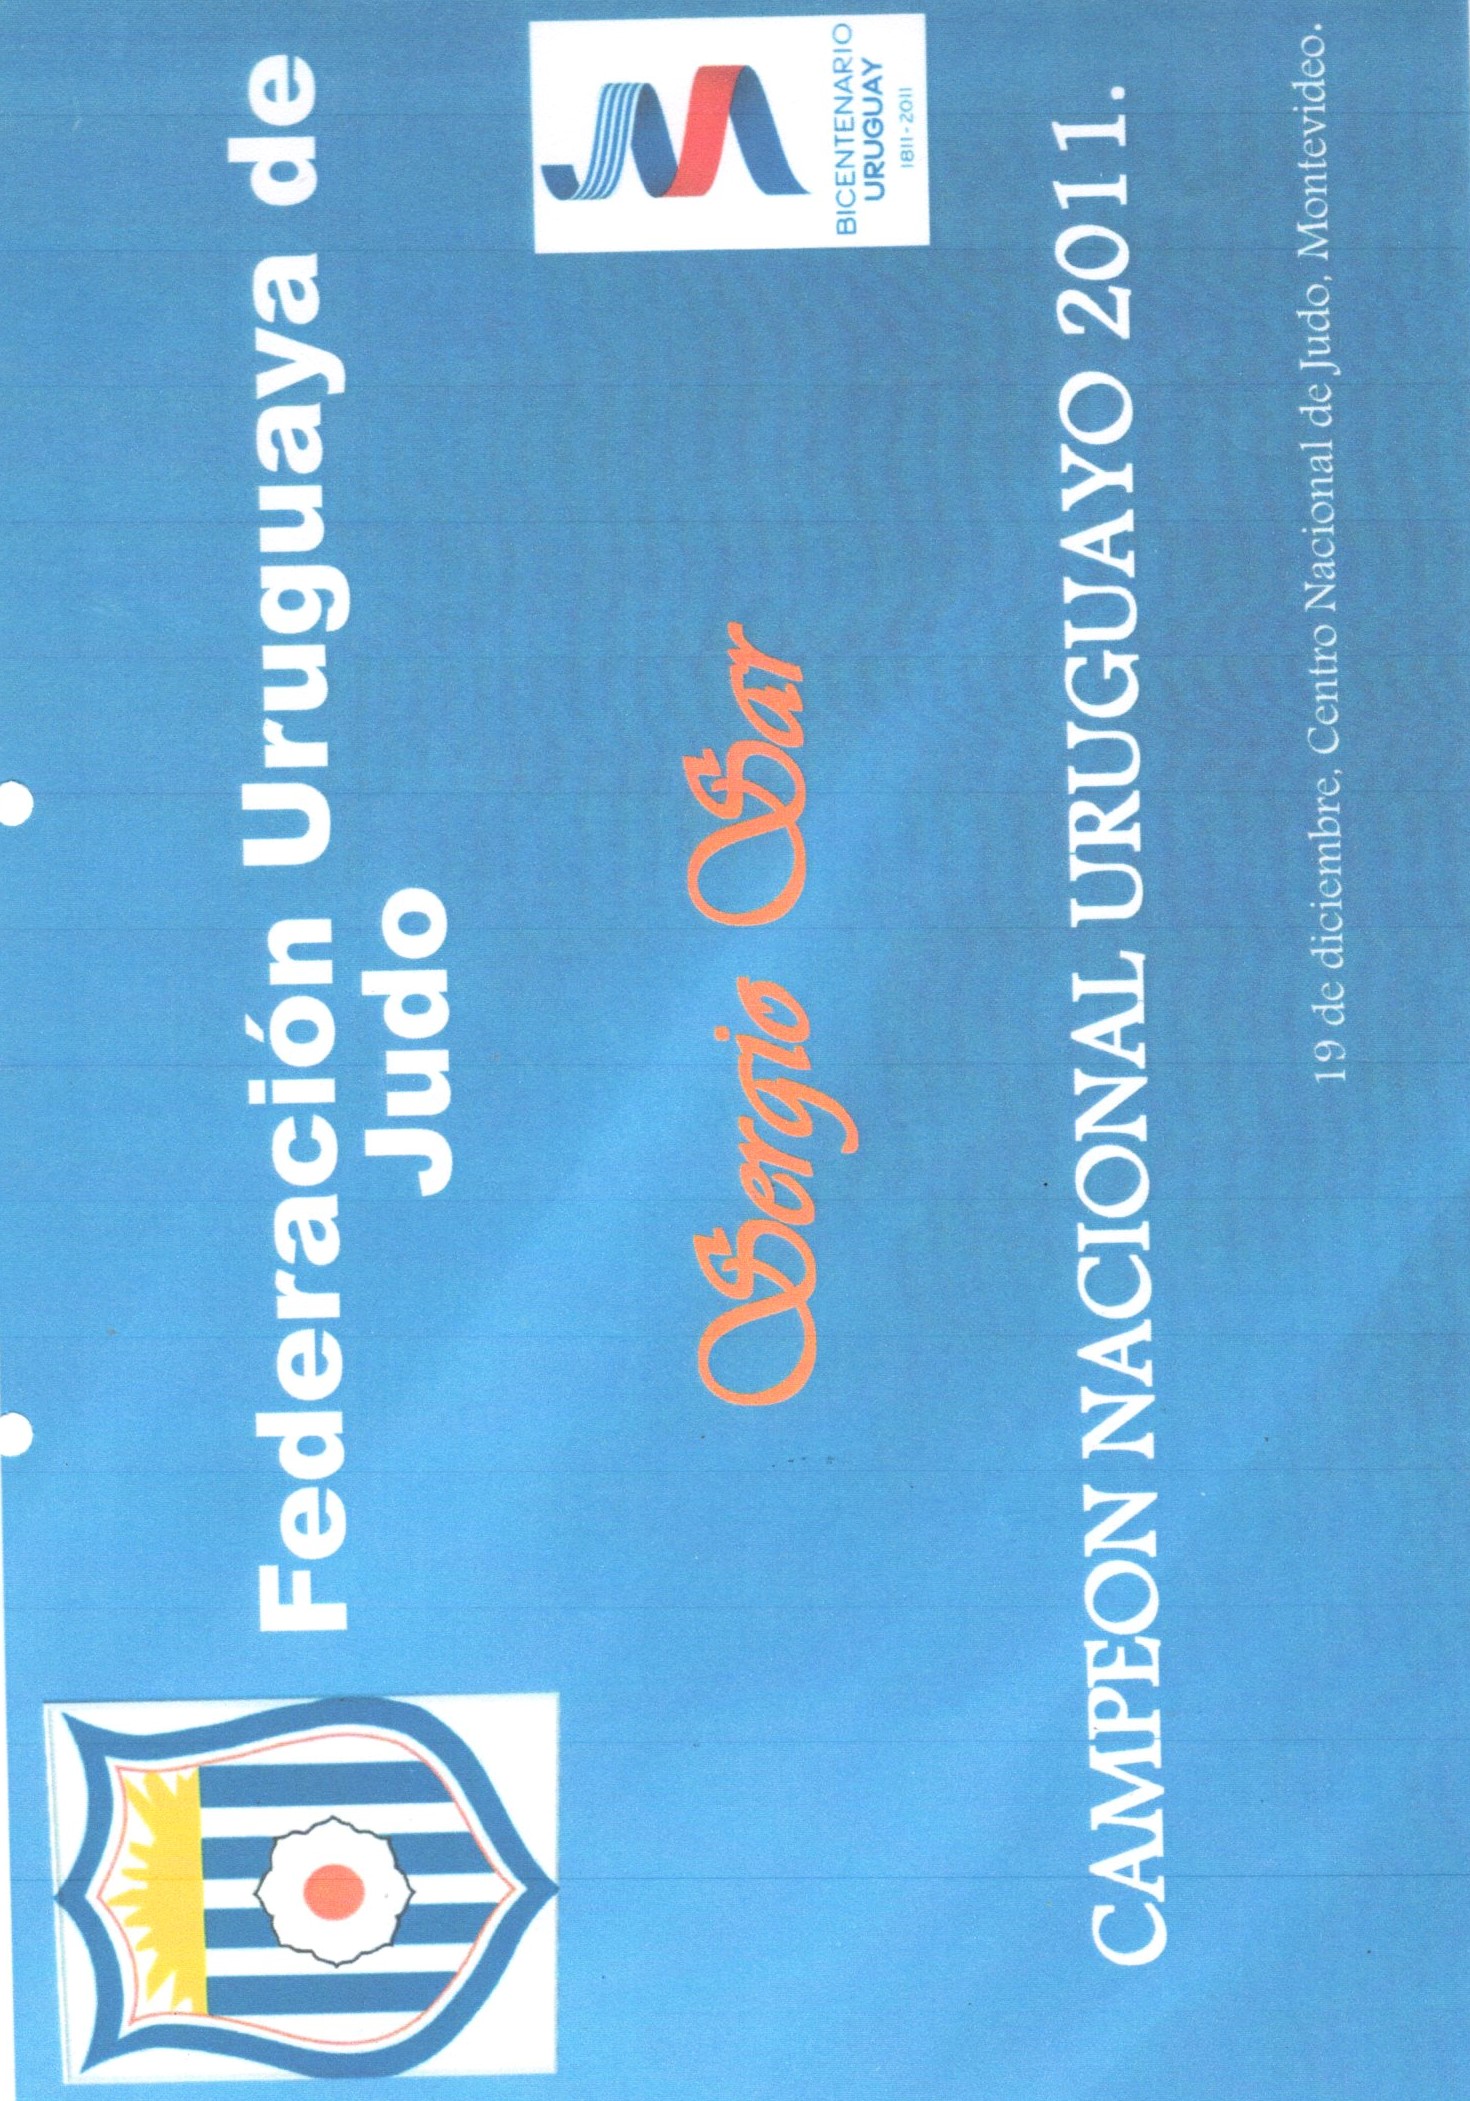 Federación Uruguaya de
Judo
Sergio Sar
BICENTENARIO
URUGUAY
1811-2011
CAMPEON NACIONAL URUGUAYO 2011.
19 de diciembre, Centro Nacional de Judo, Montevideo.